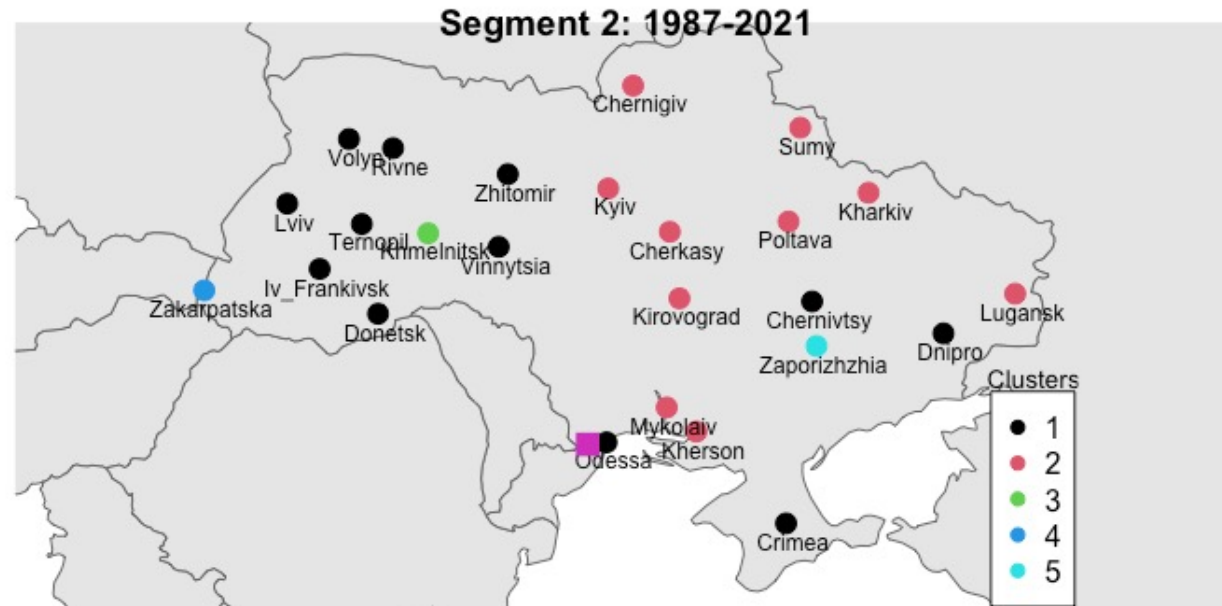 Segment 2: 1987-2021
Chernigiv
Sumy
Volyn
Rivne
Zhitomir
Kyiv
Kharkiv
Lviv
Ternopil
Khmelnitsk
Vinnytsia
Cherkasy
Poltava
Iv_Frankivsk
Zakarpatska
Donetsk
Kirovograd
Chernivtsy
Lugansk
Zaporizhzhia
Dnipro
Mykolaiv
Kherson
Odessa
Crimea
Clusters
1
2
3
4
5